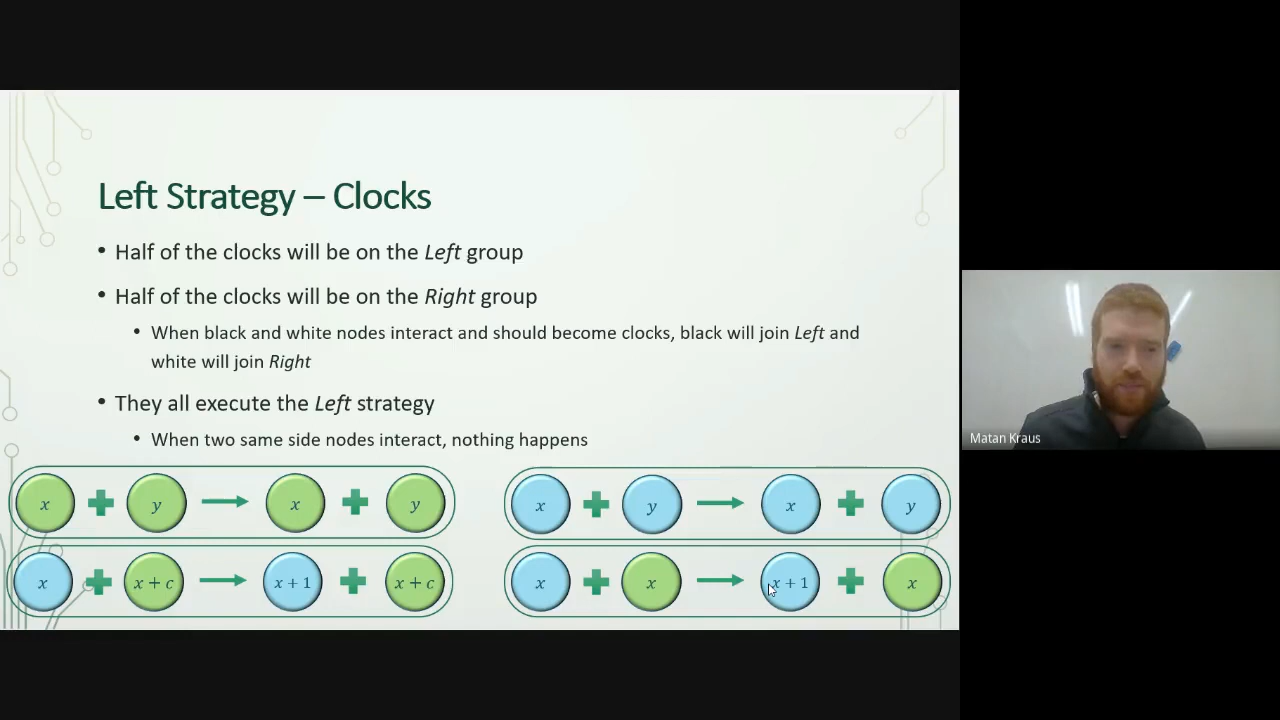 Left Strategy – Clocks
• Half of the clocks will be on the Left group
• Half of the clocks will be on the Right group
• When black and white nodes interact and should become clocks, black will join Left and
white will join Right
• They all execute the Left strategy
• When two same side nodes interact, nothing happens
x + y → x + y
x + y → x + y
x + x + c → x + 1 + x + c
x + x → x + 1 + x
Matan Kraus